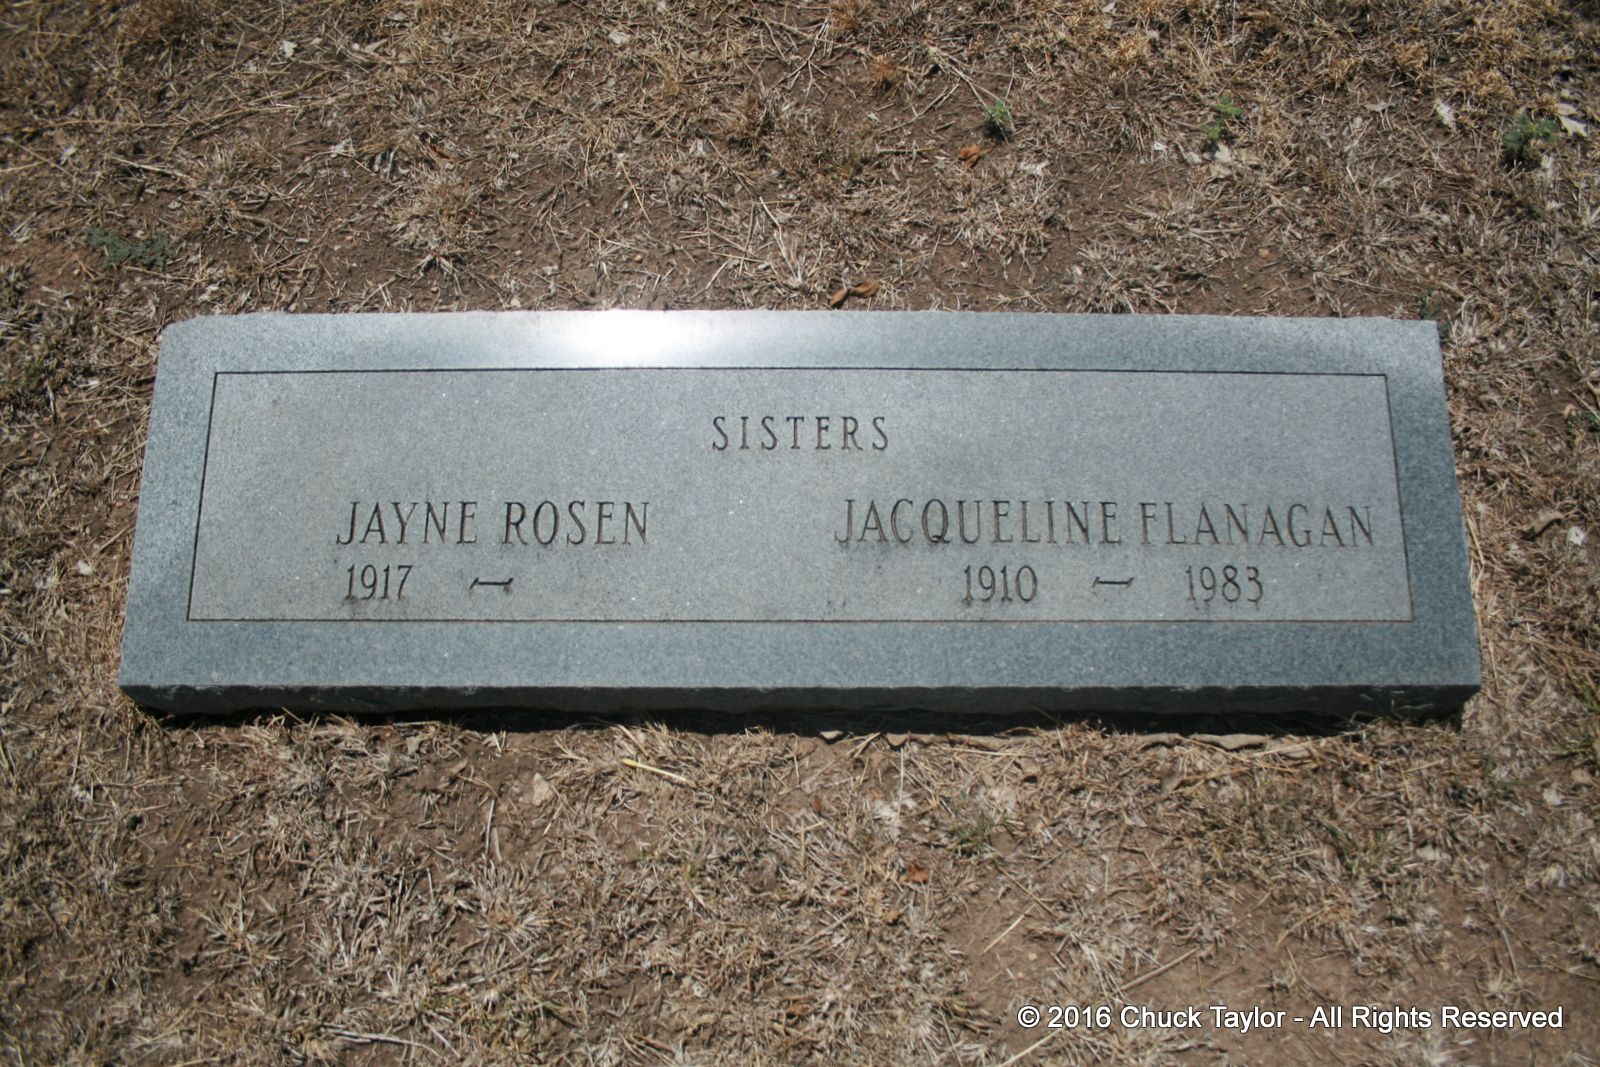 SISTERS
JAYNE ROSEN
1917 —
JACQUELINE FLANAGAN
1910 — 1983
© 2016 Chuck Taylor - All Rights Reserved